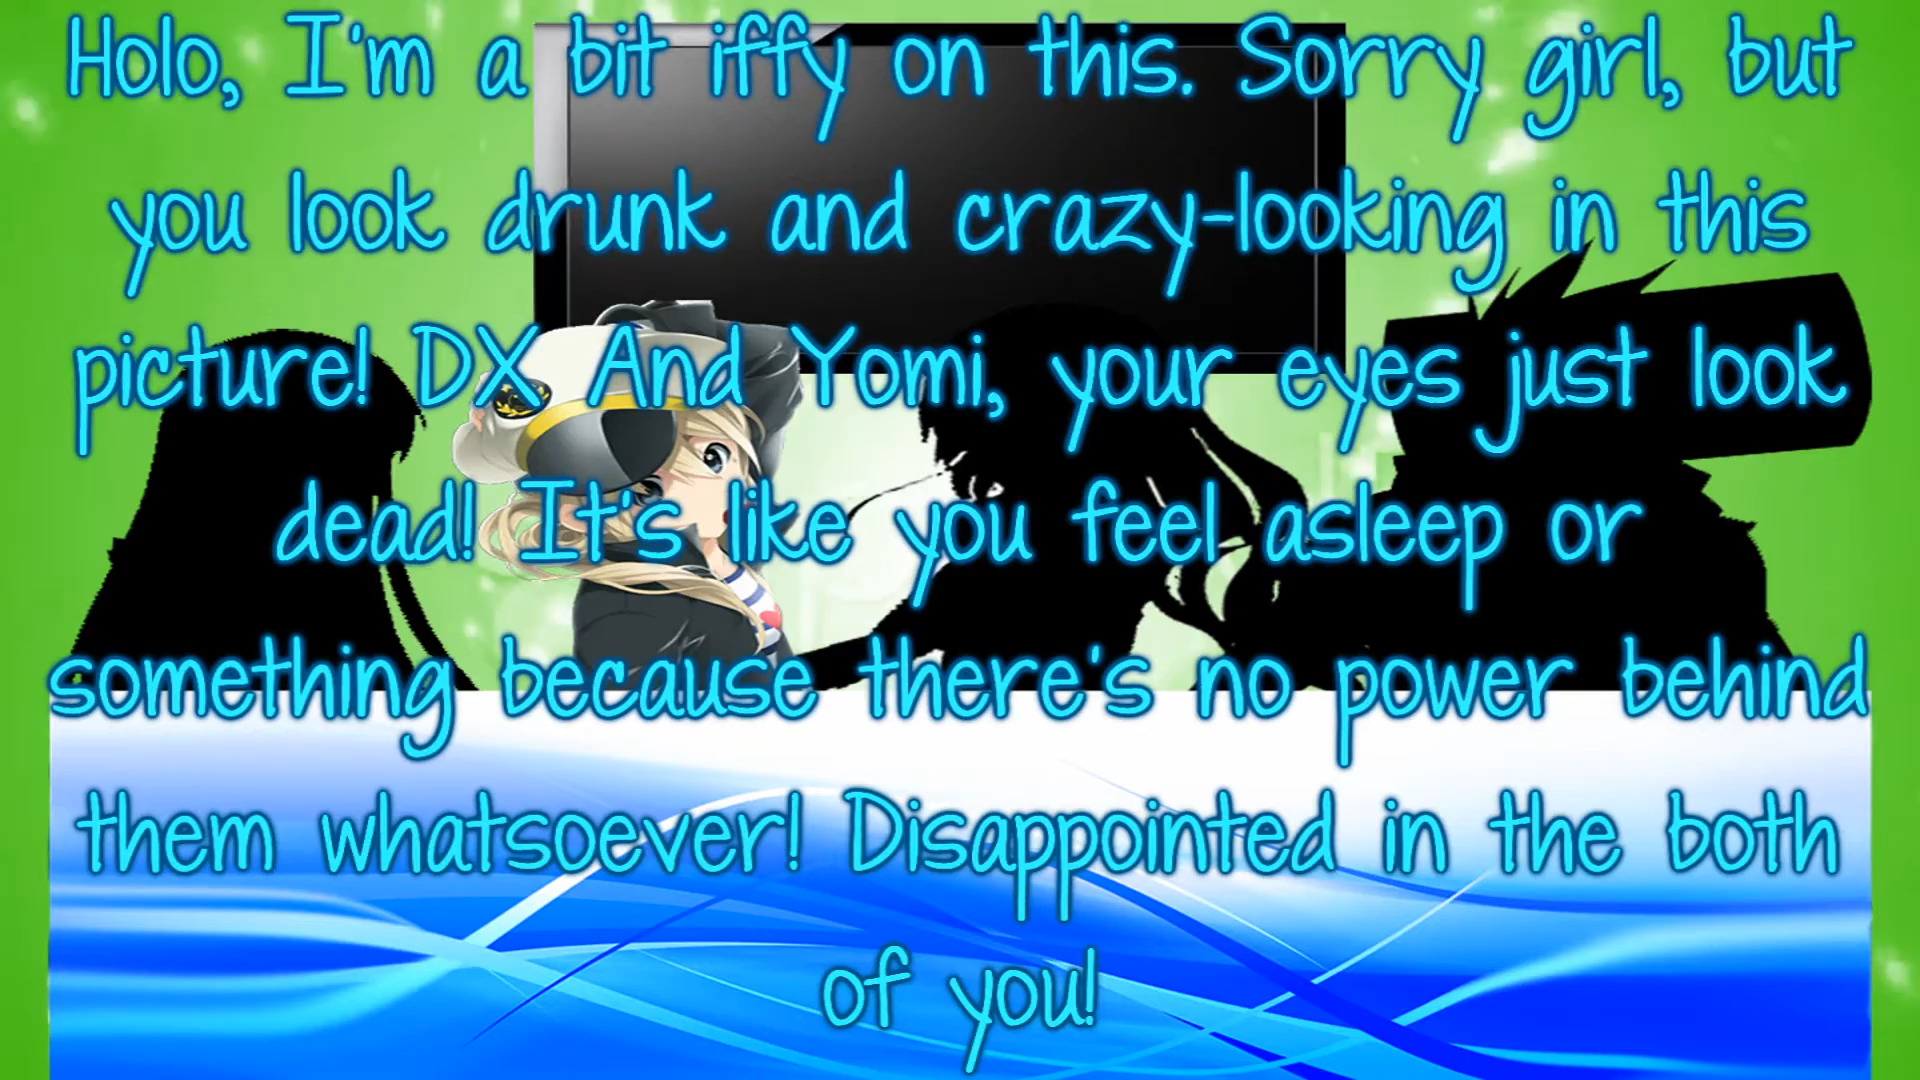 Holo, I'm a bit iffy on this. Sorry girl, but
you look drunk and crazy-looking in this
picture! DX And Yomi, your eyes just look
dead! It's like you feel asleep or
something because there's no power behind
them whatsoever! Disappointed in the both
of you!